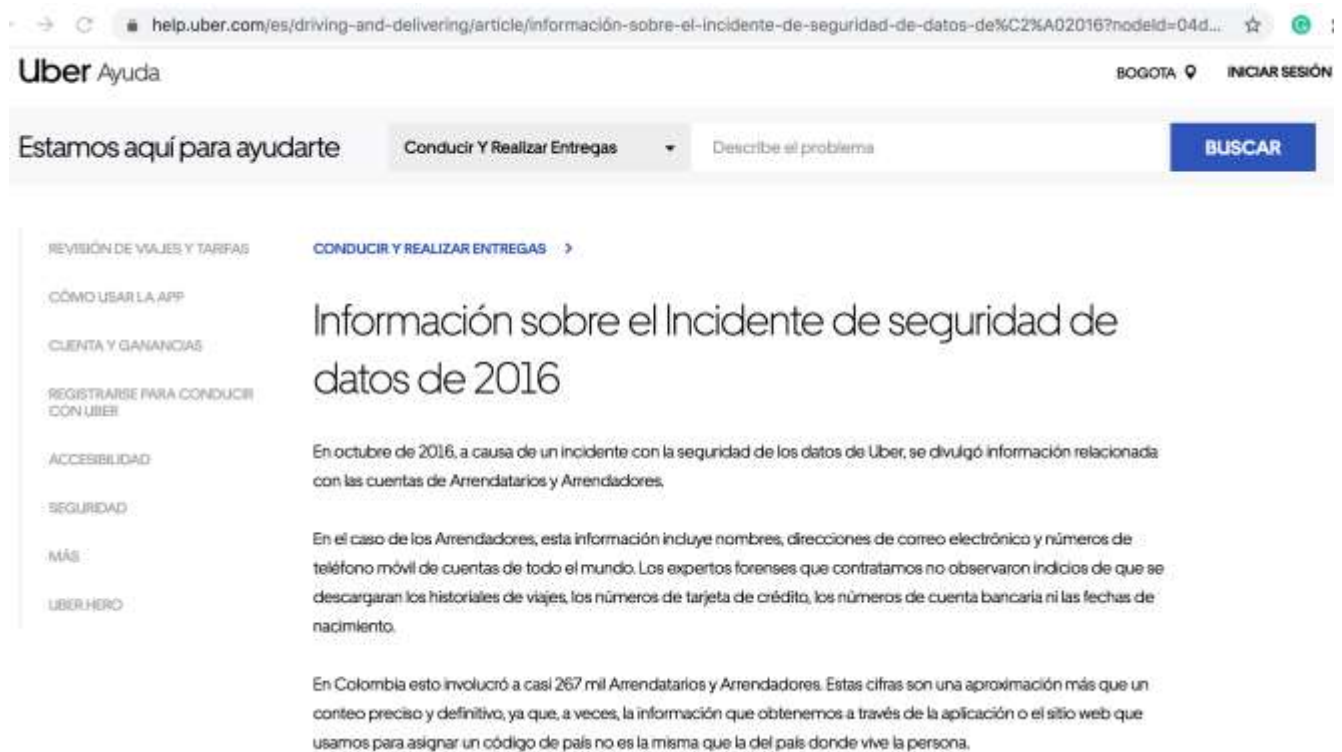 help.uber.com/es/driving-and-delivering/article/información-sobre-el-incidente-de-seguridad-de-datos-de%C2%A02016?nodeId=04d...
Uber Ayuda
BOGOTA
INICIAR SESIÓN
Estamos aquí para ayudarte
Conducir Y Realizar Entregas
Describe el problema
BUSCAR
REVISIÓN DE VIAJES Y TARIFAS
CÓMO USAR LA APP
CUENTA Y GANANCIAS
REGISTRARSE PARA CONDUCIR
CON UBER
ACCESIBILIDAD
SEGURIDAD
MÁS
UBER HERO
CONDUCIR Y REALIZAR ENTREGAS >
Información sobre el Incidente de seguridad de
datos de 2016
En octubre de 2016, a causa de un incidente con la seguridad de los datos de Uber, se divulgó información relacionada
con las cuentas de Arrendatarios y Arrendadores.
En el caso de los Arrendadores, esta información incluye nombres, direcciones de correo electrónico y números de
teléfono móvil de cuentas de todo el mundo. Los expertos forenses que contratamos no observaron indicios de que se
descargaran los historiales de viajes, los números de tarjeta de crédito, los números de cuenta bancaria ni las fechas de
nacimiento.
En Colombia esto involucró a casi 267 mil Arrendatarios y Arrendadores. Estas cifras son una aproximación más que un
conteo preciso y definitivo, ya que, a veces, la información que obtenemos a través de la aplicación o el sitio web que
usamos para asignar un código de país no es la misma que la del país donde vive la persona.